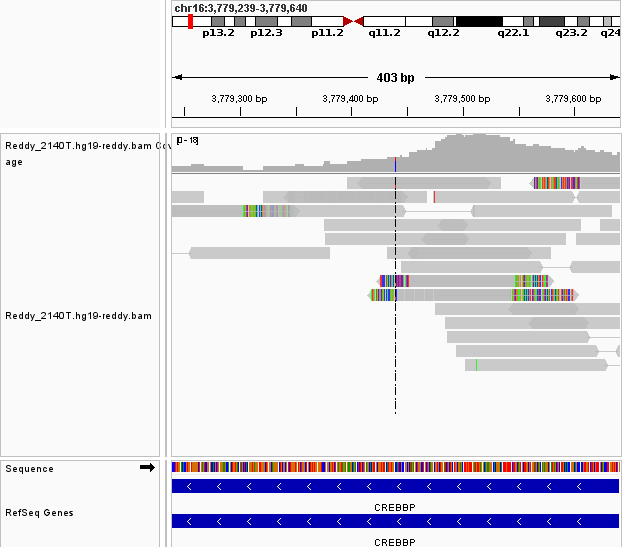 chr16:3,779,239-3,779,640
p13.2 p12.3 p11.2 q11.2 q12.2 q22.1 q23.2 q24
403 bp
3,779,300 bp 3,779,400 bp 3,779,500 bp 3,779,600 bp
Reddy_2140T.hg19-reddy.bam Cov
age
[0 - 18]
Reddy_2140T.hg19-reddy.bam
Sequence
CREBBP
RefSeq Genes
CREBBP